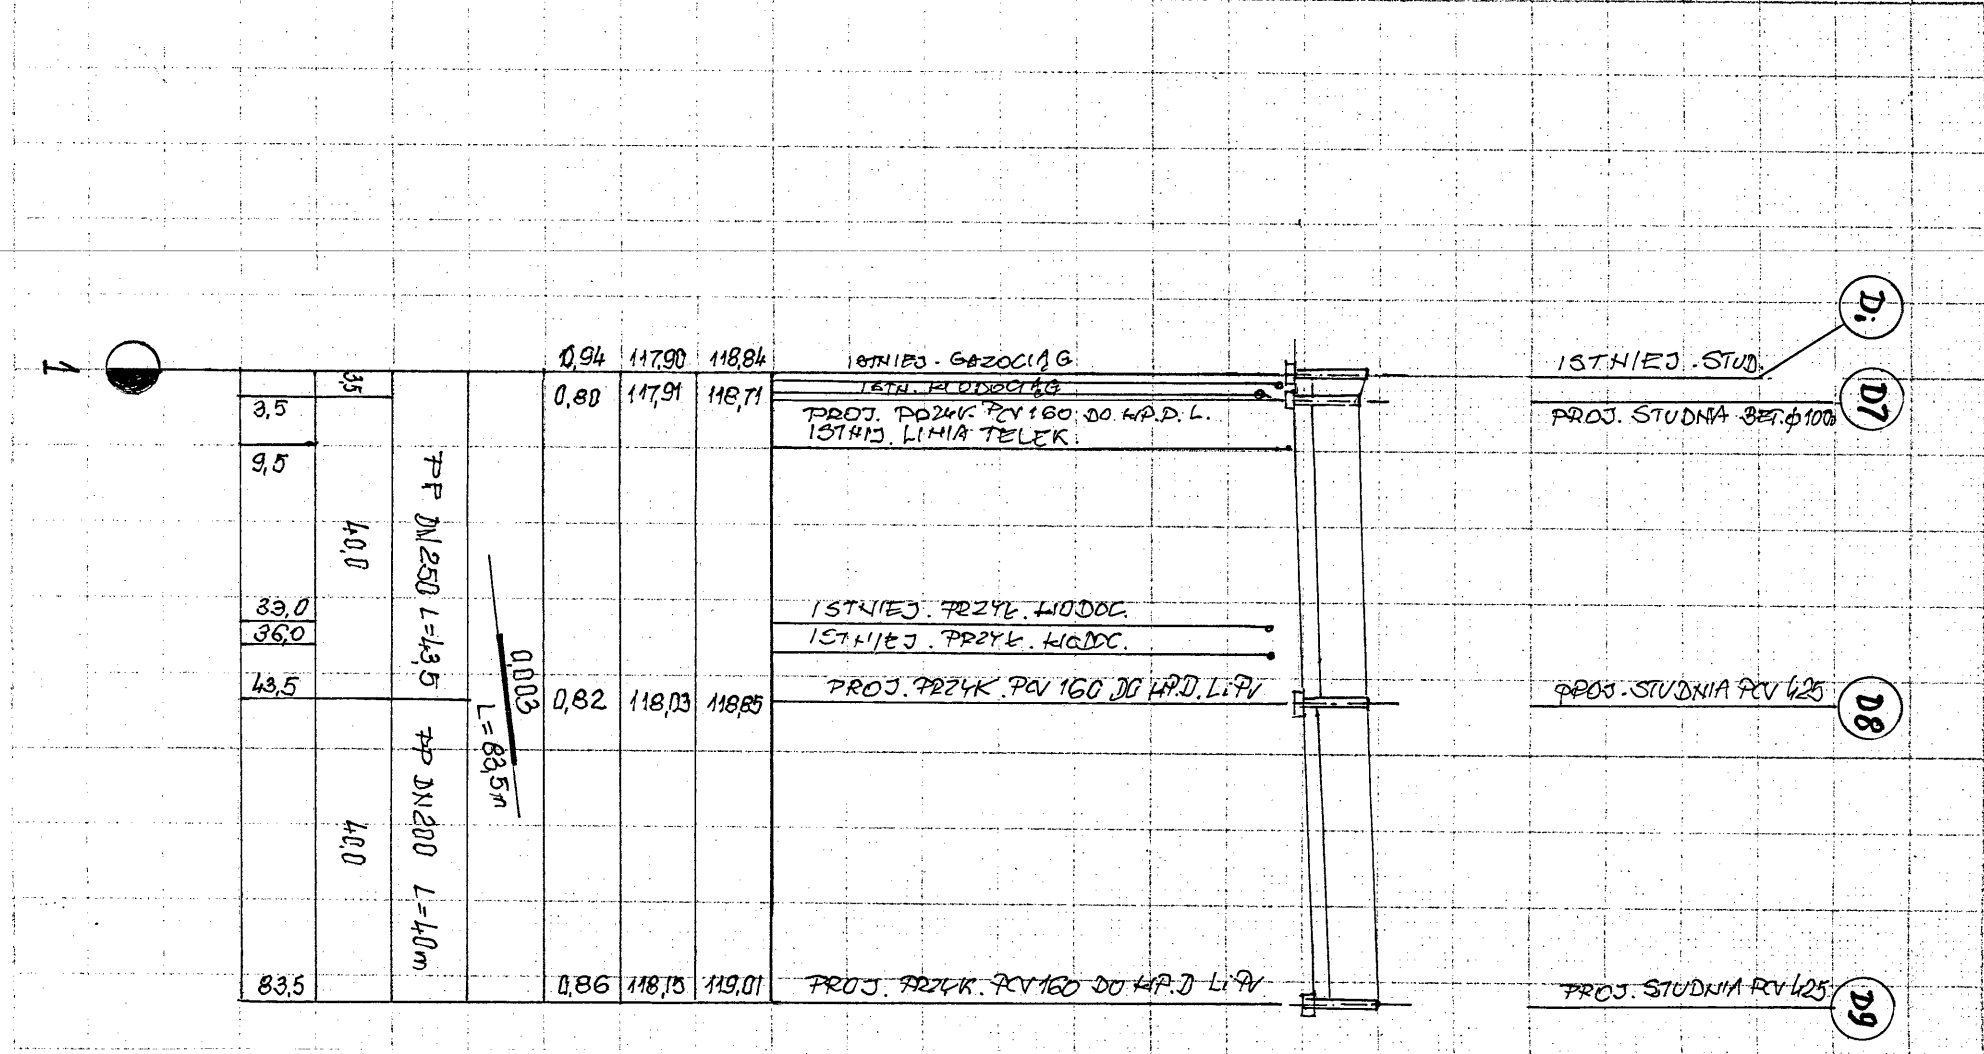 Di
1
0,94 117,90 118,84 ISTNIEJ. GAZOCIĄG ISTNIEJ. STUD.
3,5
ISTN. WODOCIĄG
3,5 0,80 117,91 118,71
D7
PROJ. PRZYK. PCV 160 DO WP.D. L. PROJ. STUDNIA BET. φ1000
ISTNIEJ. LINIA TELEK.
9,5
PP DN250 L=43,5
40,0
33,0 ISTNIEJ. PRZYŁ. WODOC.
36,0 ISTNIEJ. PRZYŁ. WODOC.
0,003
L=83,5m
43,5 0,82 118,03 118,85 PROJ. PRZYK. PCV 160 DO WP.D. L i PV PROJ. STUDNIA PCV 425
D8
PP DN200 L=40m
40,0
83,5 0,86 118,15 119,01 PROJ. PRZYK. PCV 160 DO WP.D L i PV PROJ. STUDNIA PCV 425
D9